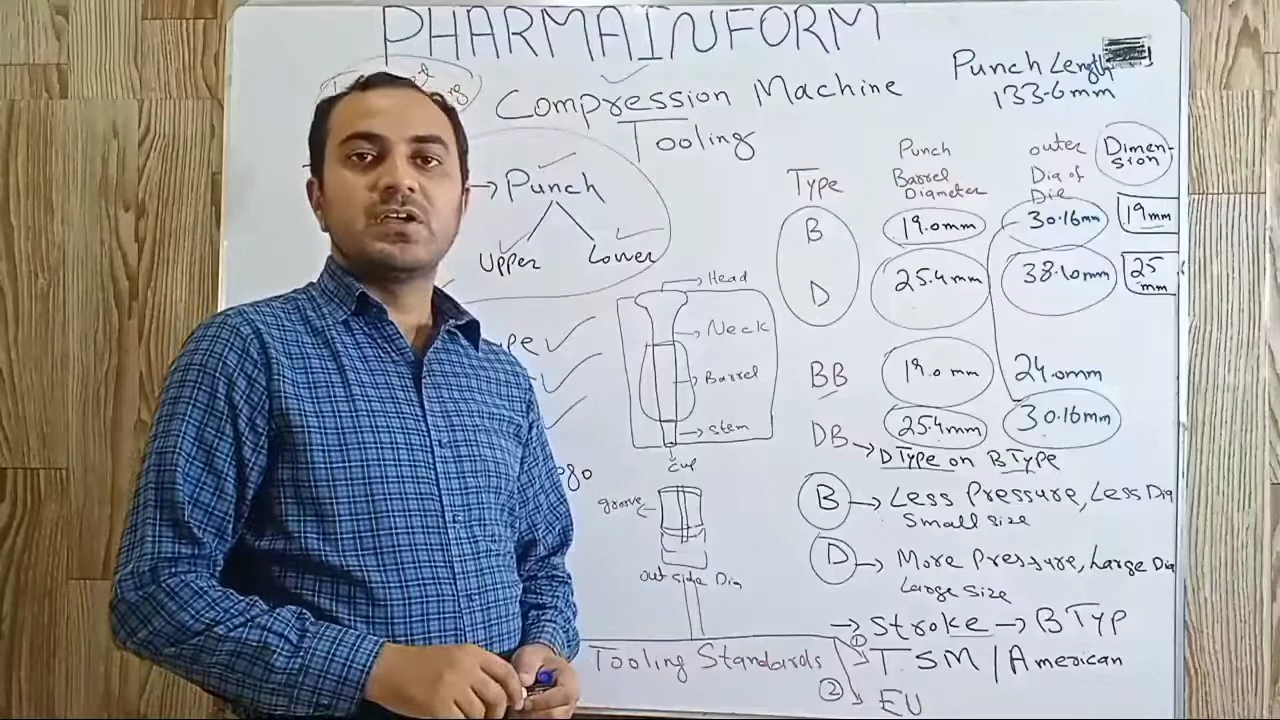 PHARMAINFORM
Compression Machine
Tooling
Punch Length
133.6mm
Punch
Upper
Lower
Head
Neck
Barrel
Stem
Cup
groove
outside Dia
Type
Punch
Barrel
Diameter
outer
Dia of
Die
Dimen-
sion
B
19.0mm
30.16mm
19mm
D
25.4mm
38.10mm
25
mm
BB
19.0mm
24.0mm
DB
25.4mm
30.16mm
D Type on B Type
B → Less Pressure, Less Dia
Small size
D → More Pressure, Large Dia
Large size
→ Stroke → B Typ
Tooling Standards
① TSM / American
② EU